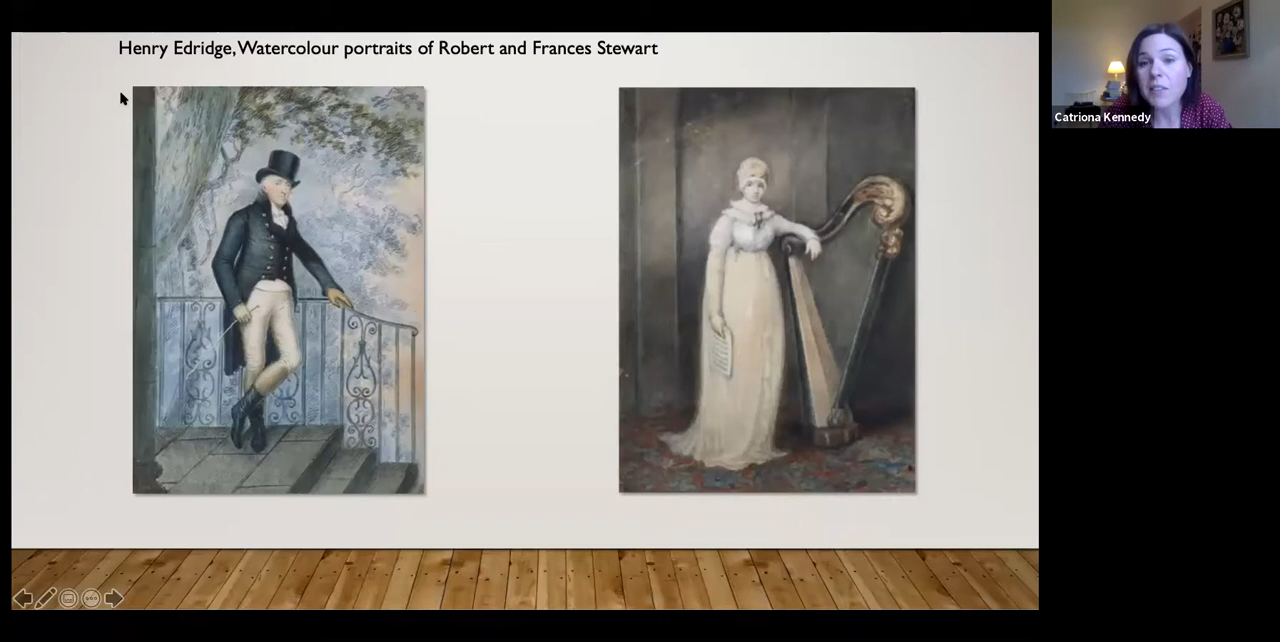 Henry Edridge, Watercolour portraits of Robert and Frances Stewart
Catriona Kennedy